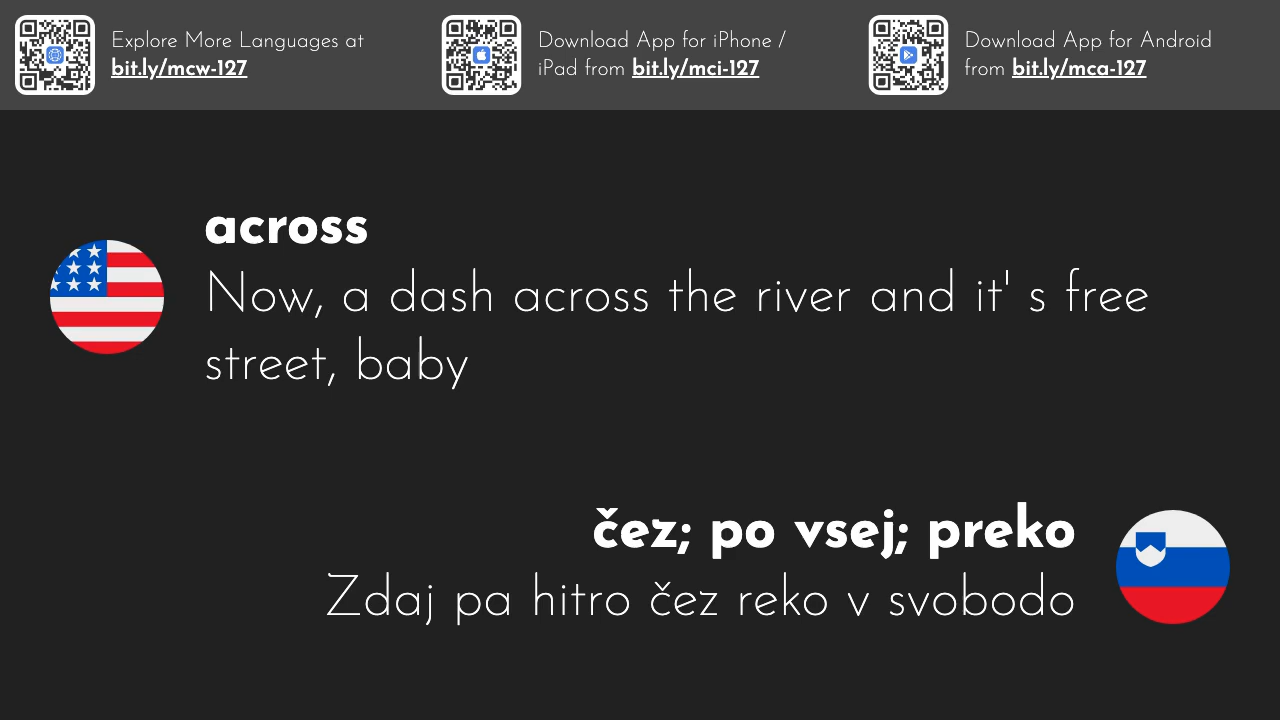 Explore More Languages at
bit.ly/mcw-127
Download App for iPhone /
iPad from bit.ly/mci-127
Download App for Android
from bit.ly/mca-127
across
Now, a dash across the river and it' s free
street, baby
čez; po vsej; preko
Zdaj pa hitro čez reko v svobodo